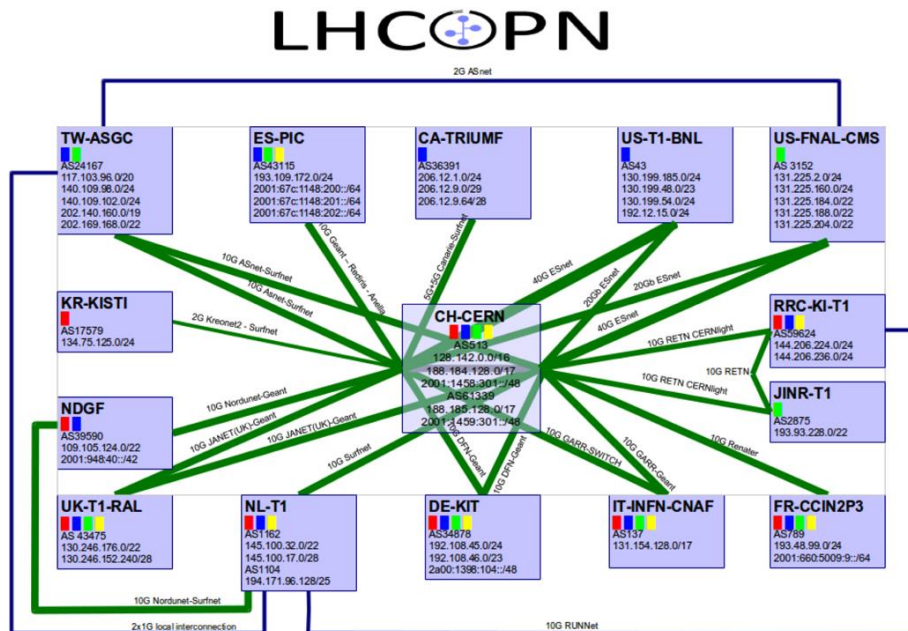 LHCOPN
2G ASnet
TW-ASGC
AS24167
117.103.96.0/20
140.109.98.0/24
140.109.102.0/24
202.140.160.0/19
202.169.168.0/22
ES-PIC
AS43115
193.109.172.0/24
2001:67c:1148:200::/64
2001:67c:1148:201::/64
2001:67c:1148:202::/64
CA-TRIUMF
AS36391
206.12.1.0/24
206.12.9.0/29
206.12.9.64/28
US-T1-BNL
AS43
130.199.185.0/24
130.199.48.0/23
130.199.54.0/24
192.12.15.0/24
US-FNAL-CMS
AS 3152
131.225.2.0/24
131.225.160.0/24
131.225.184.0/22
131.225.188.0/22
131.225.204.0/22
10G ASnet-Surfnet
10G Asnet-Surfnet
10G Geant – Rediris - Anella
5G+5G Canarie-Surfnet
40G ESnet
20Gb ESnet
20Gb ESnet
40G ESnet
KR-KISTI
AS17579
134.75.125.0/24
2G Kreonet2 - Surfnet
CH-CERN
AS513
128.142.0.0/16
188.184.128.0/17
2001:1458:301::/48
AS61339
188.185.128.0/17
2001:1459:301::/48
RRC-KI-T1
AS59624
144.206.224.0/24
144.206.236.0/24
10G RETN CERNlight
10G RETN
10G RETN CERNlight
NDGF
AS39590
109.105.124.0/22
2001:948:40::/42
10G Nordunet-Geant
10G JANET(UK)-Geant
10G JANET(UK)-Geant
10G Surfnet
10G DFN-Geant
10G DFN-Geant
10G GARR-SWITCH
10G GARR-Geant
10G Renater
JINR-T1
AS2875
193.93.228.0/22
UK-T1-RAL
AS 43475
130.246.176.0/22
130.246.152.240/28
NL-T1
AS1162
145.100.32.0/22
145.100.17.0/28
AS1104
194.171.96.128/25
DE-KIT
AS34878
192.108.45.0/24
192.108.46.0/23
2a00:1398:104::/48
IT-INFN-CNAF
AS137
131.154.128.0/17
FR-CCIN2P3
AS789
193.48.99.0/24
2001:660:5009:9::/64
10G Nordunet-Surfnet
2x1G local interconnection
10G RUNNet